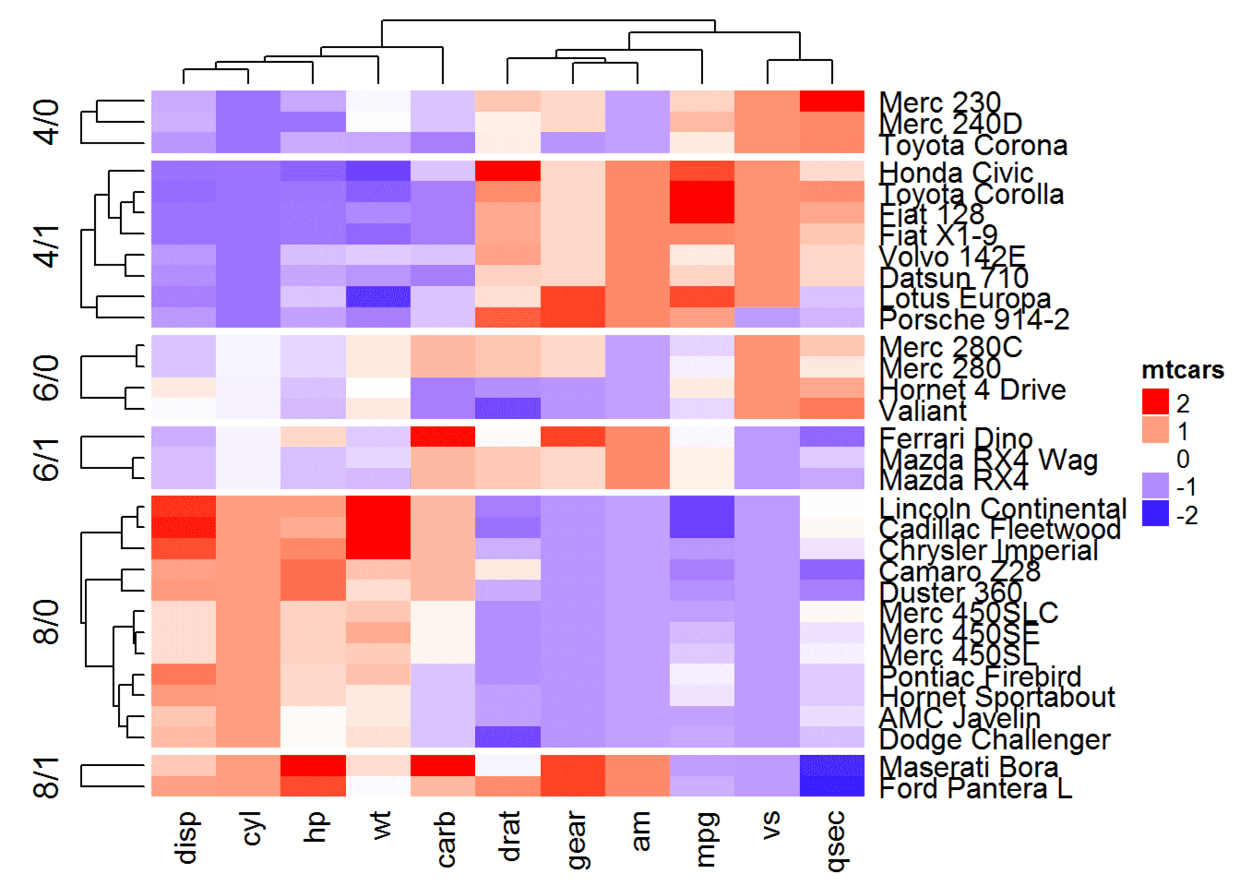 4/0
Merc 230
Merc 240D
Toyota Corona
4/1
Honda Civic
Toyota Corolla
Fiat 128
Fiat X1-9
Volvo 142E
Datsun 710
Lotus Europa
Porsche 914-2
6/0
Merc 280C
Merc 280
Hornet 4 Drive
Valiant
6/1
Ferrari Dino
Mazda RX4 Wag
Mazda RX4
8/0
Lincoln Continental
Cadillac Fleetwood
Chrysler Imperial
Camaro Z28
Duster 360
Merc 450SLC
Merc 450SE
Merc 450SL
Pontiac Firebird
Hornet Sportabout
AMC Javelin
Dodge Challenger
8/1
Maserati Bora
Ford Pantera L
disp
cyl
hp
wt
carb
drat
gear
am
mpg
vs
qsec
mtcars
2
1
0
-1
-2